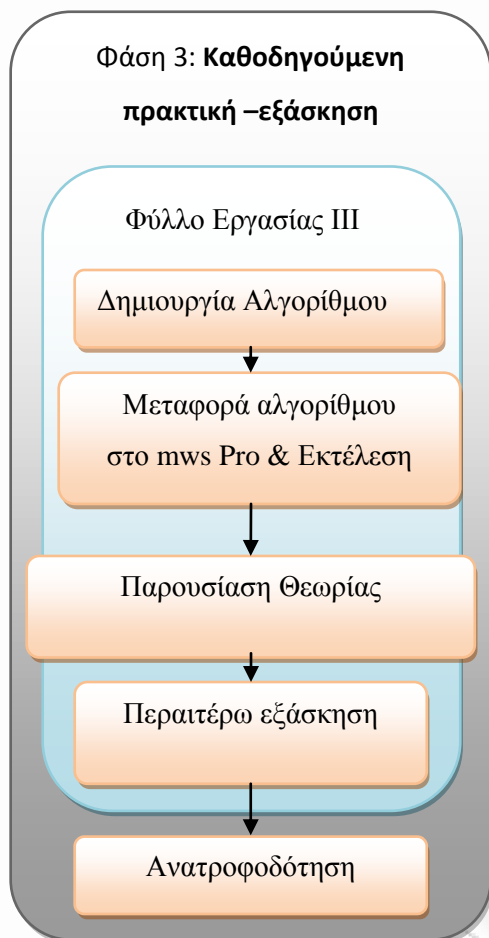 Φάση 3: Καθοδηγούμενη
πρακτική –εξάσκηση
Φύλλο Εργασίας ΙΙΙ
Δημιουργία Αλγορίθμου
Μεταφορά αλγορίθμου
στο mws Pro & Εκτέλεση
Παρουσίαση Θεωρίας
Περαιτέρω εξάσκηση
Ανατροφοδότηση